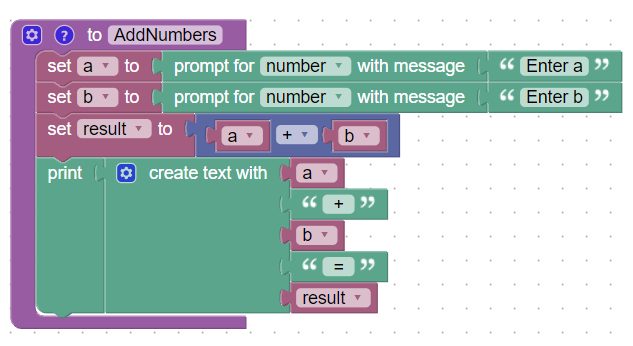 ? to AddNumbers
set a to prompt for number with message “ Enter a ”
set b to prompt for number with message “ Enter b ”
set result to a + b
print create text with a
“ + ”
b
“ = ”
result